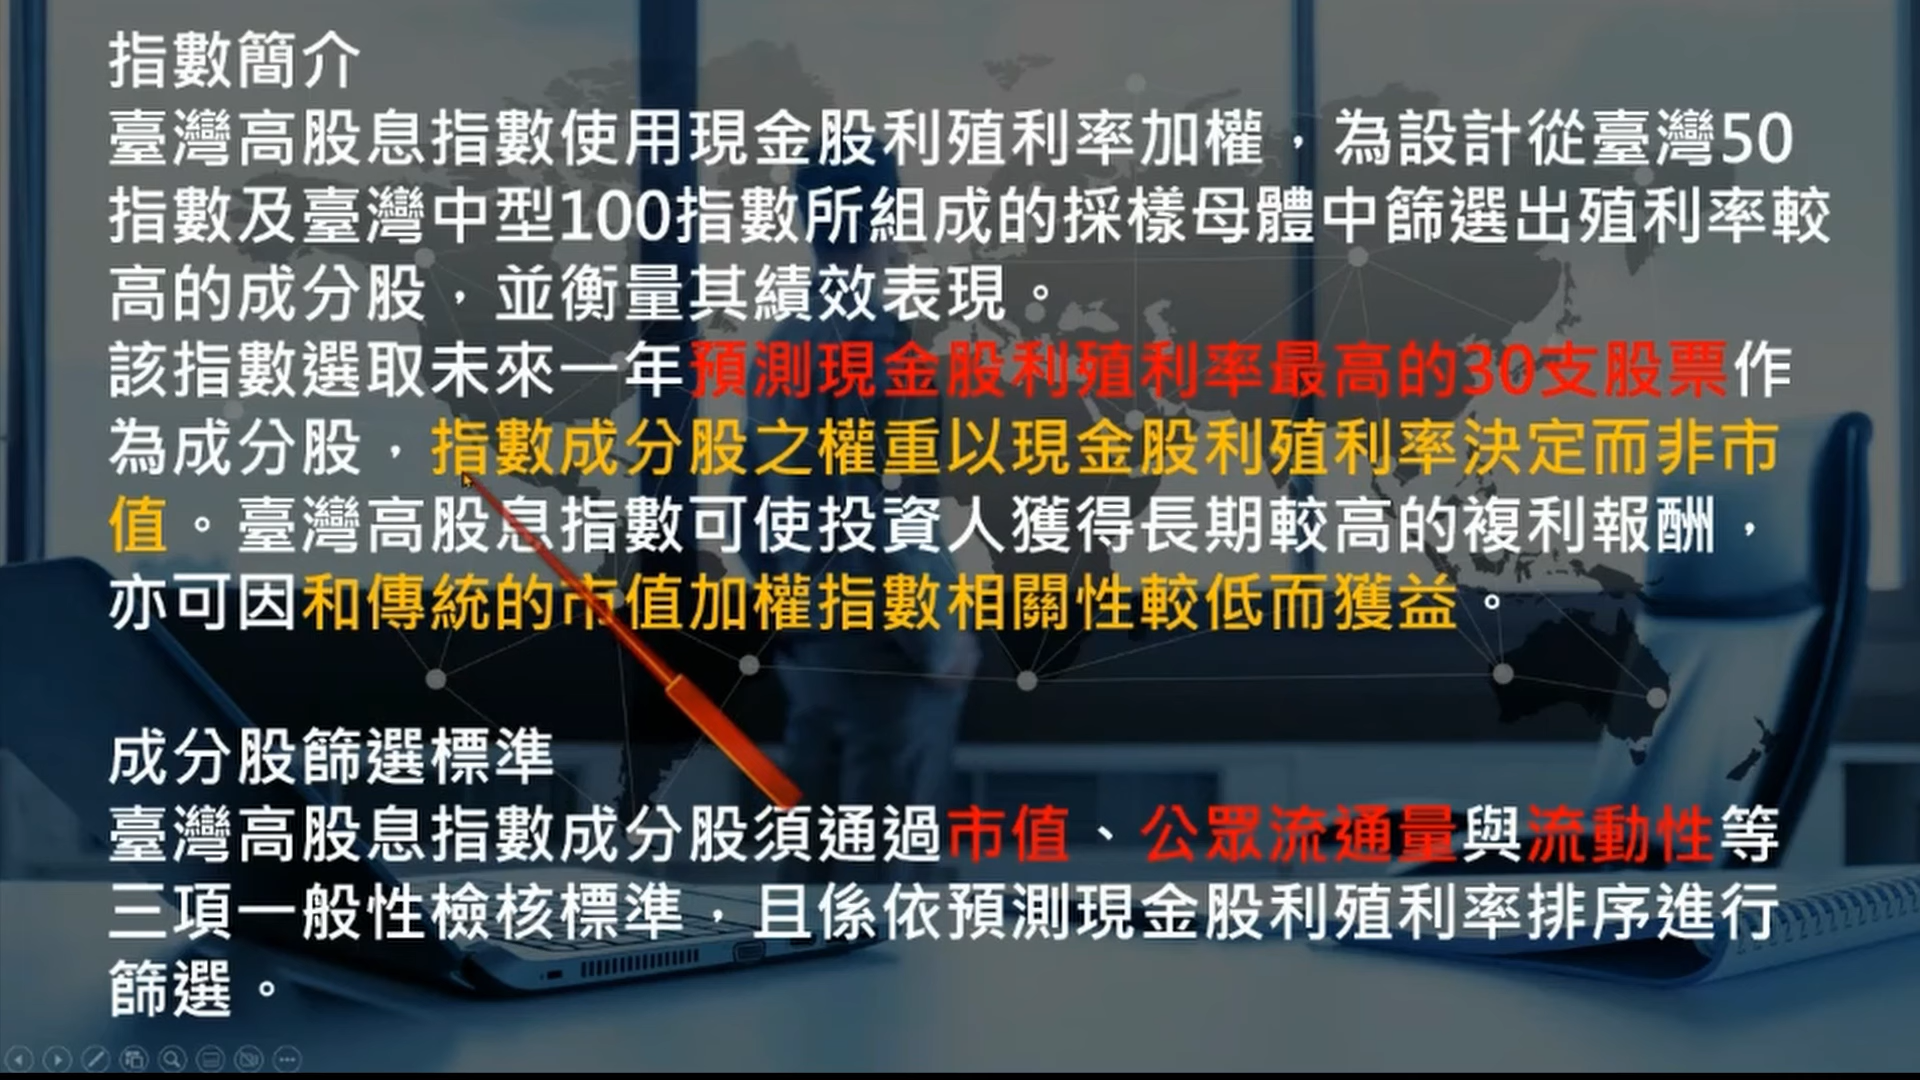 指數簡介
臺灣高股息指數使用現金股利殖利率加權，為設計從臺灣50
指數及臺灣中型100指數所組成的採樣母體中篩選出殖利率較
高的成分股，並衡量其績效表現。
該指數選取未來一年預測現金股利殖利率最高的30支股票作
為成分股，指數成分股之權重以現金股利殖利率決定而非市
值。臺灣高股息指數可使投資人獲得長期較高的複利報酬，
亦可因和傳統的市值加權指數相關性較低而獲益。
成分股篩選標準
臺灣高股息指數成分股須通過市值、公眾流通量與流動性等
三項一般性檢核標準，且係依預測現金股利殖利率排序進行
篩選。